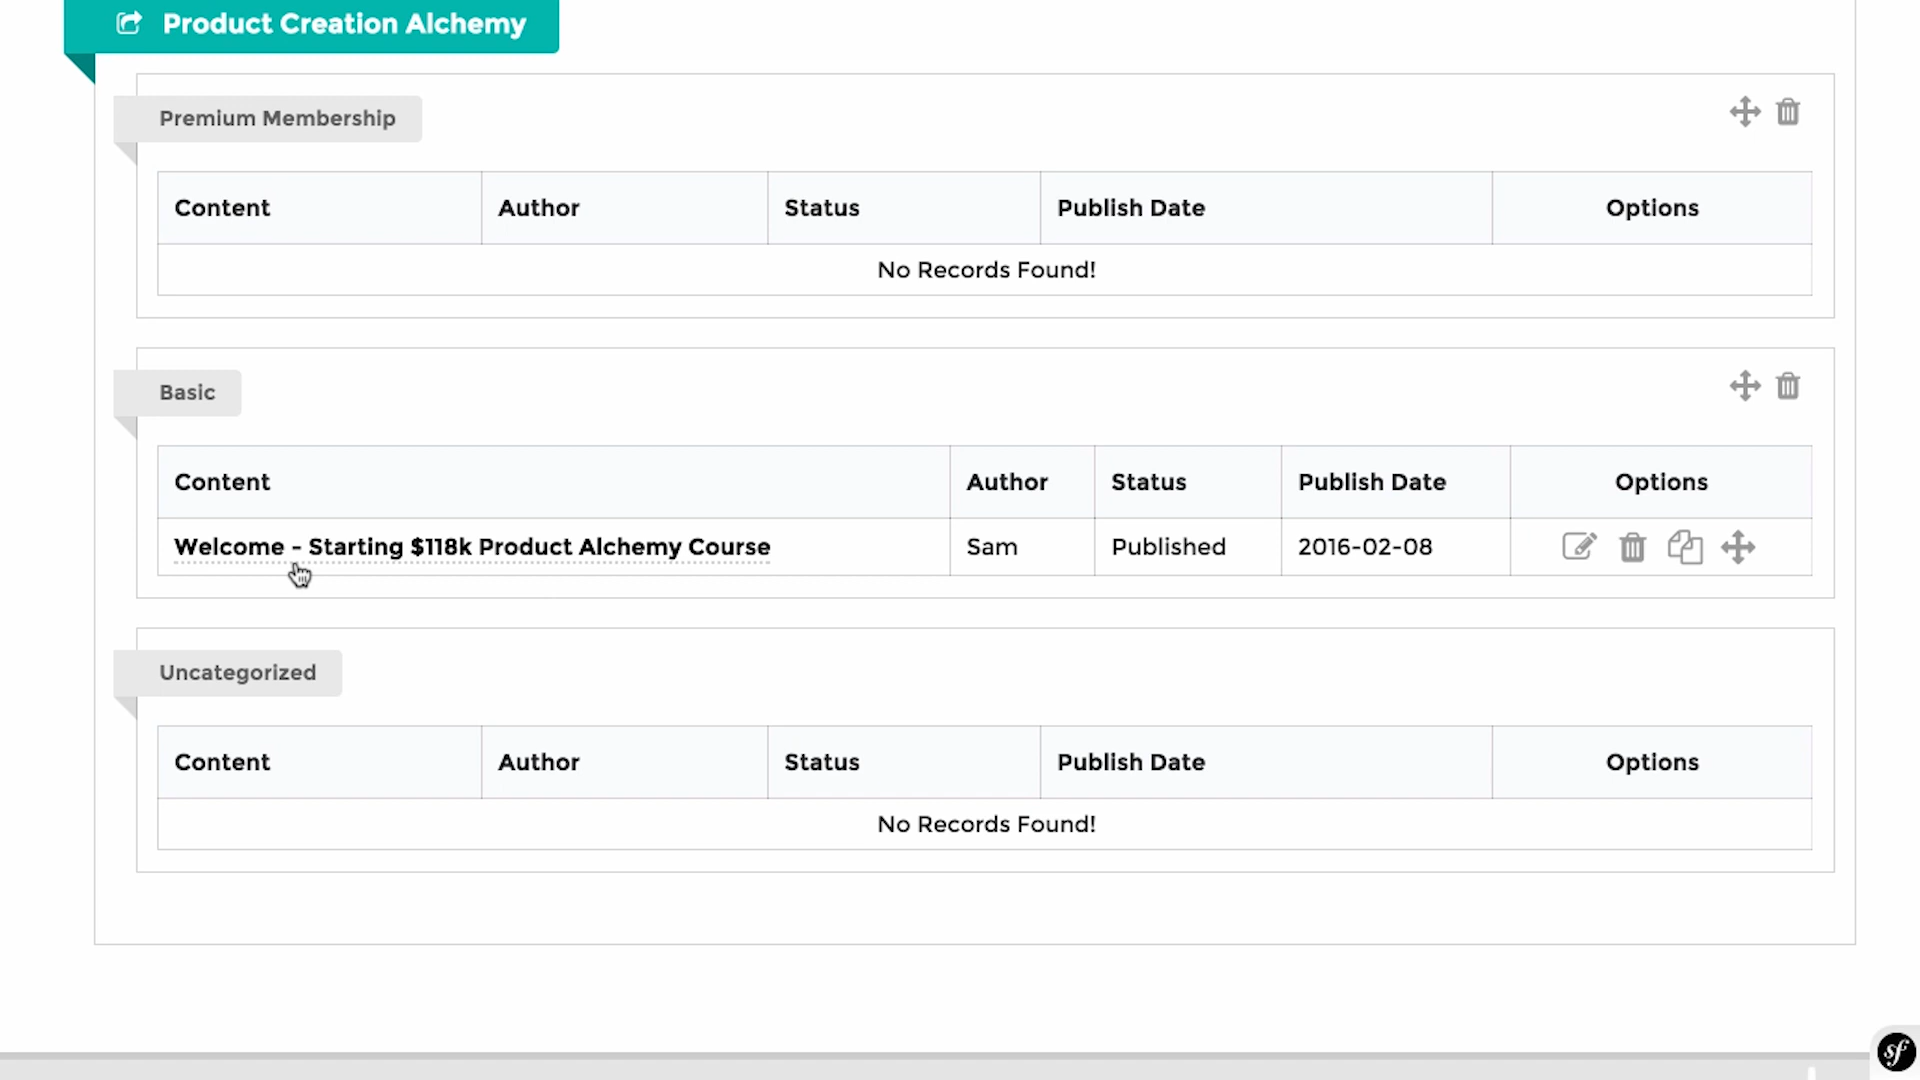 Product Creation Alchemy
Premium Membership
Content Author Status Publish Date Options
No Records Found!
Basic
Content Author Status Publish Date Options
Welcome - Starting $118k Product Alchemy Course Sam Published 2016-02-08
Uncategorized
Content Author Status Publish Date Options
No Records Found!
sf